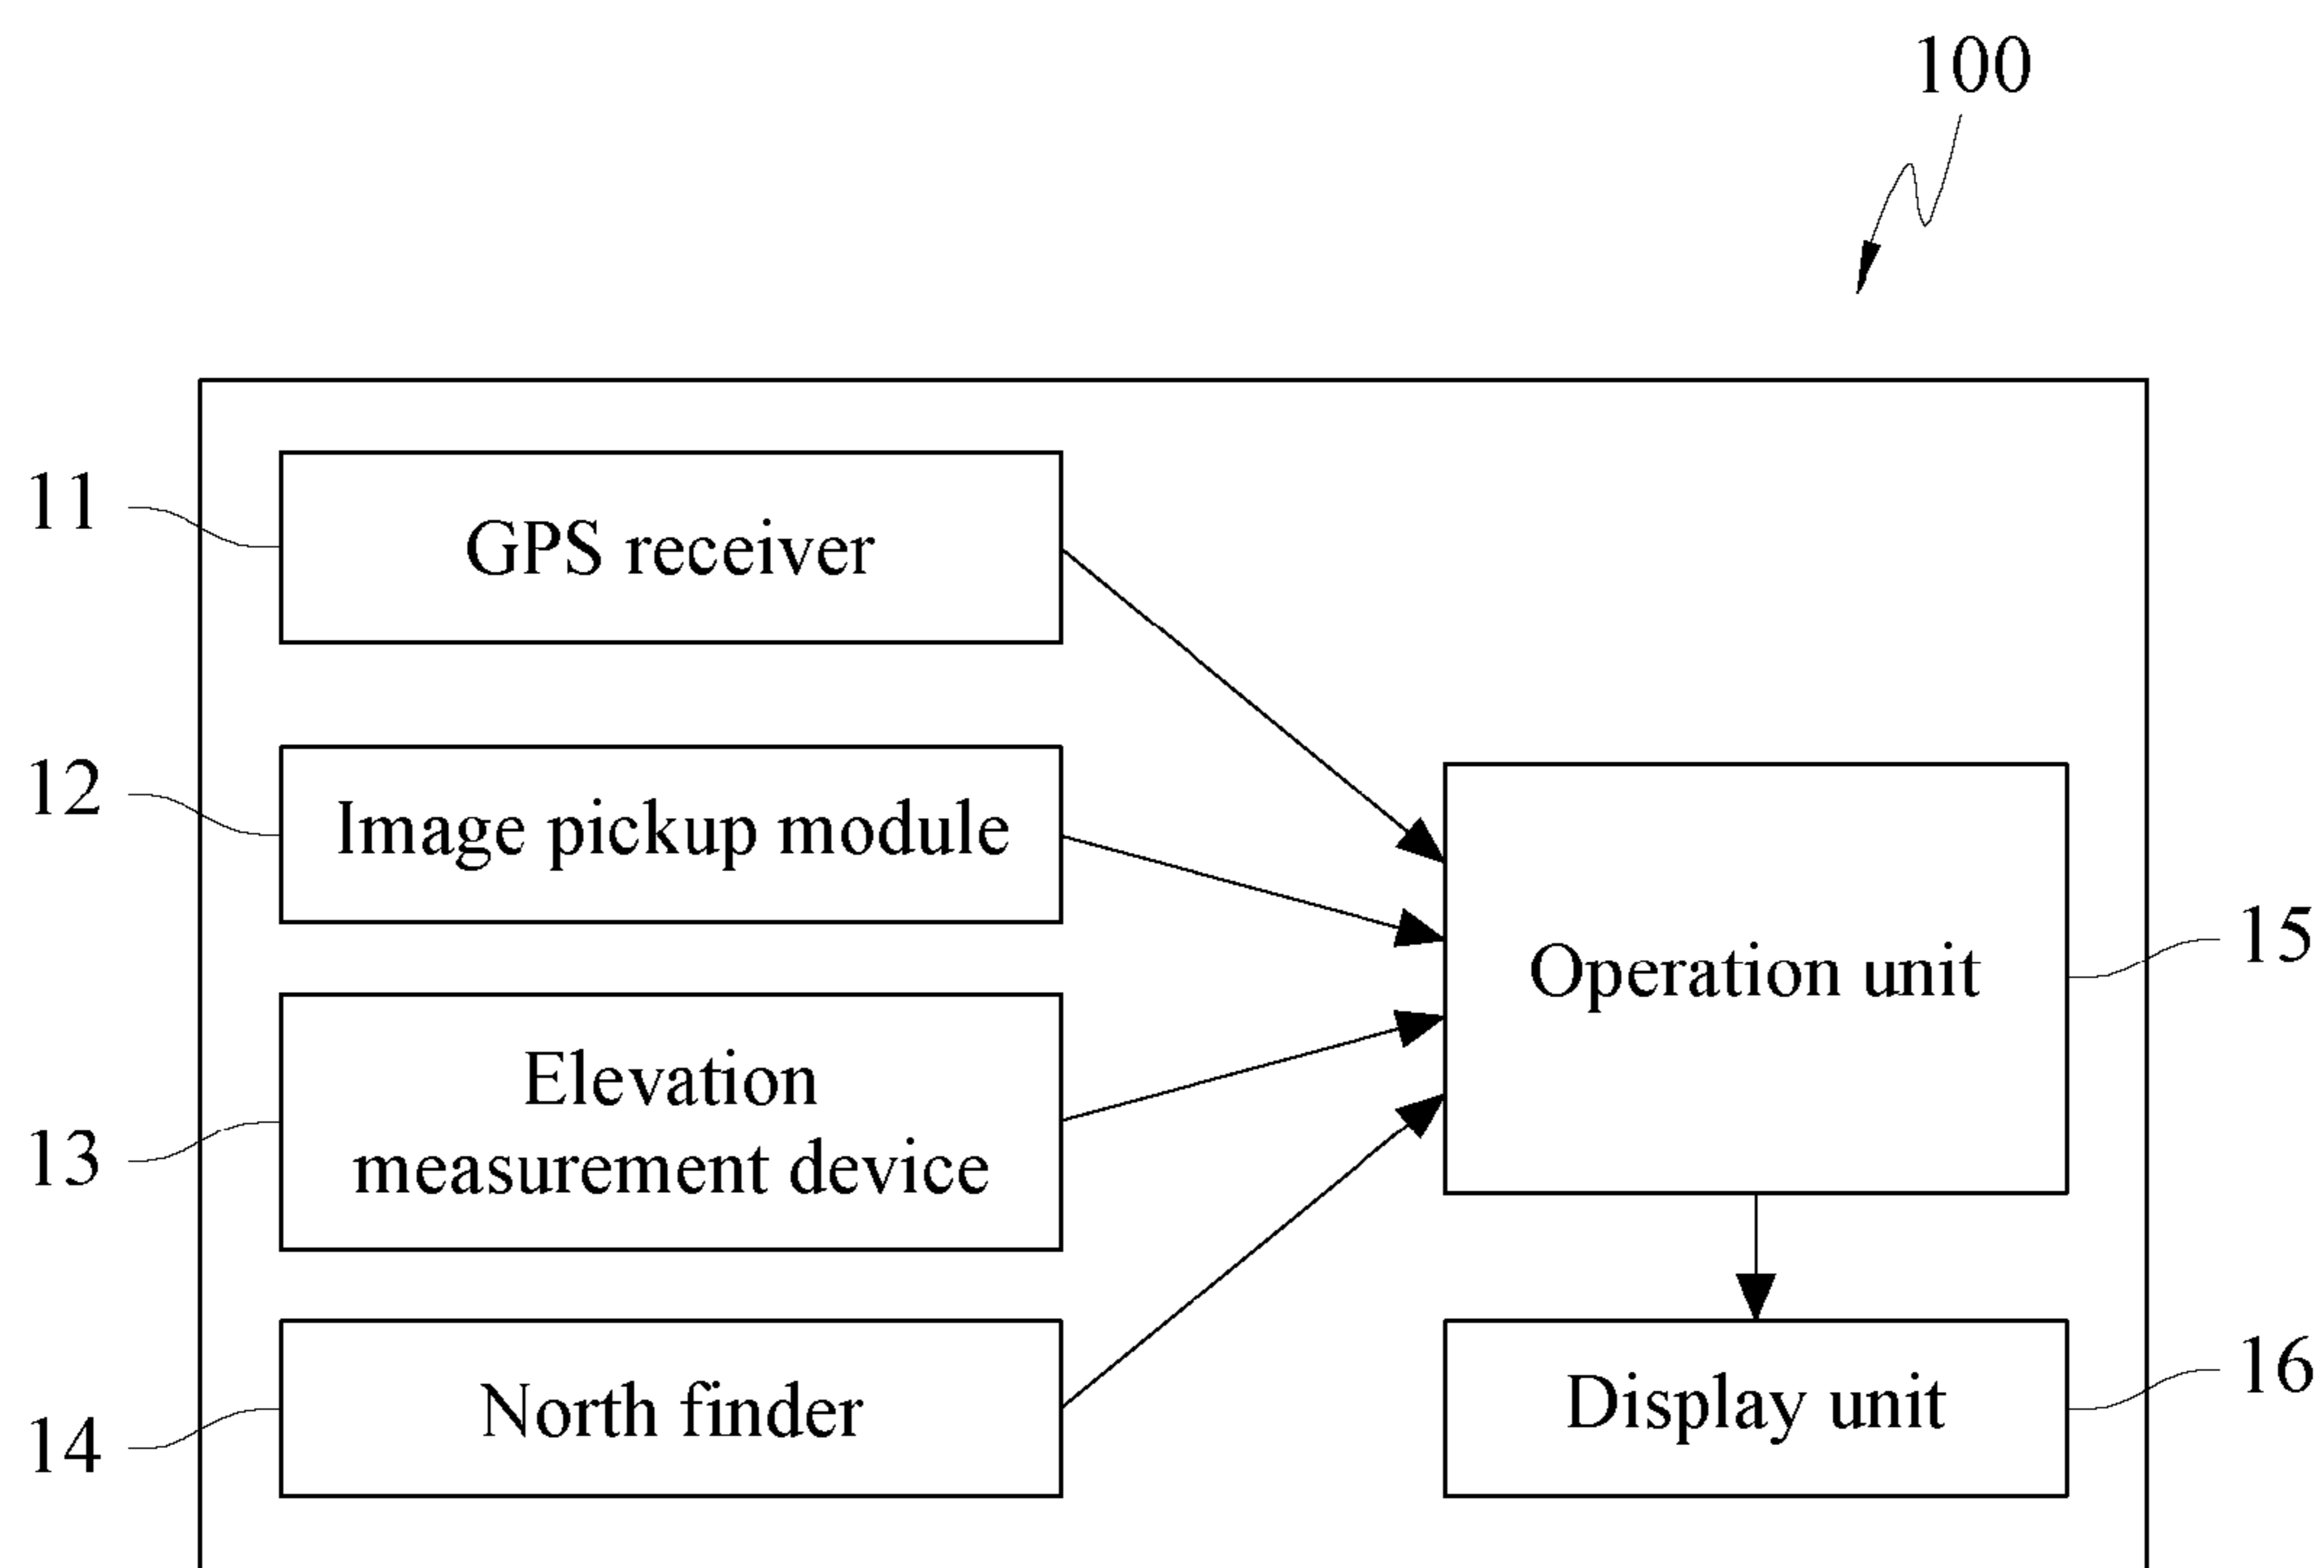 100
11
GPS receiver
12
Image pickup module
Operation unit
15
13
Elevation
measurement device
14
North finder
Display unit
16